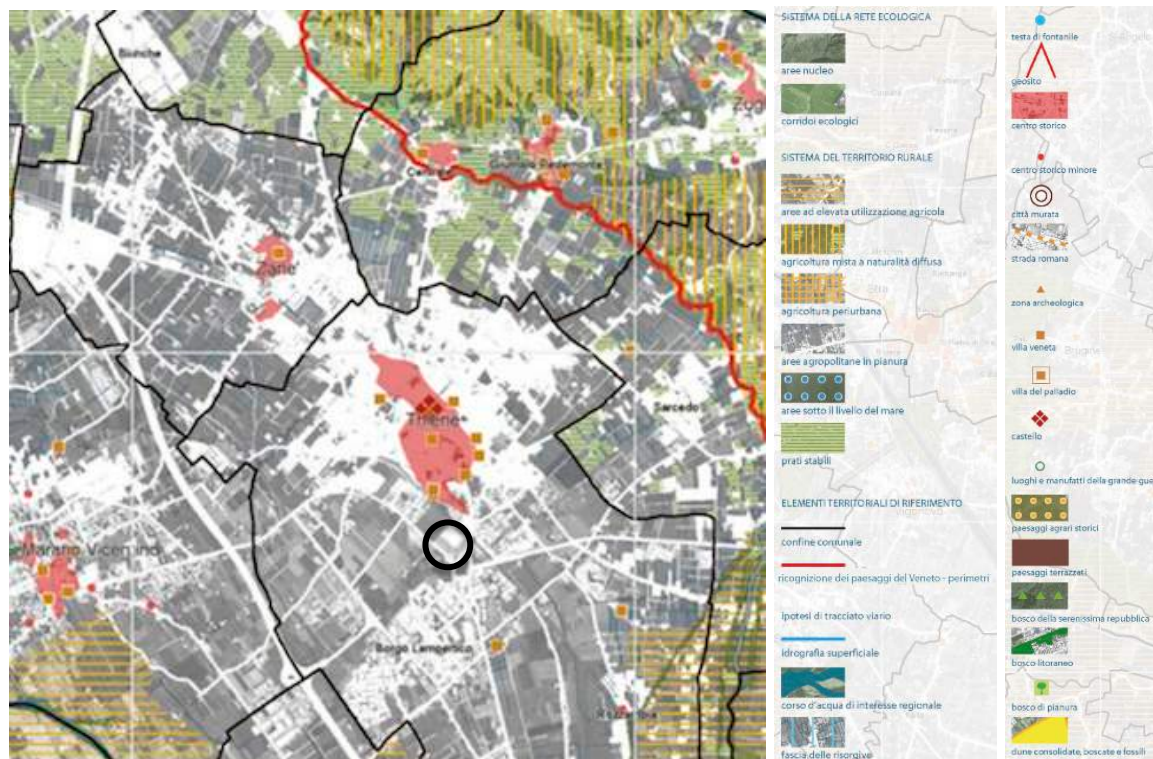 Zanè
Thiene
Sarcedo
Marano Vicentino
SISTEMA DELLA RETE ECOLOGICA
aree nucleo
corridoi ecologici
SISTEMA DEL TERRITORIO RURALE
aree ad elevata utilizzazione agricola
agricoltura mista a naturalità diffusa
agricoltura periurbana
aree agropolitane in pianura
aree sotto il livello del mare
prati stabili
ELEMENTI TERRITORIALI DI RIFERIMENTO
confine comunale
ricognizione dei paesaggi del Veneto - perimetri
ipotesi di tracciato viario
idrografia superficiale
corso d'acqua di interesse regionale
fascia delle risorgive
testa di fontanile
geosito
centro storico
centro storico minore
città murata
strada romana
zona archeologica
villa veneta
villa del palladio
castello
luoghi e manufatti della grande gue
paesaggi agrari storici
paesaggi terrazzati
bosco della serenissima repubblica
bosco litoraneo
bosco di pianura
dune consolidate, boscate e fossili